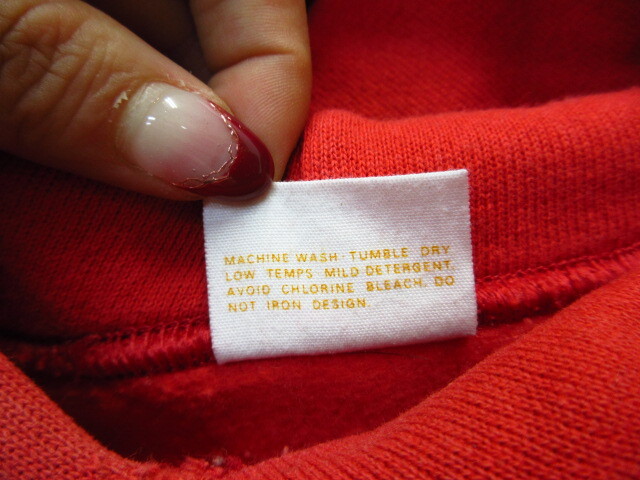 MACHINE WASH · TUMBLE DRY
LOW TEMPS MILD DETERGENT.
AVOID CHLORINE BLEACH. DO
NOT IRON DESIGN.